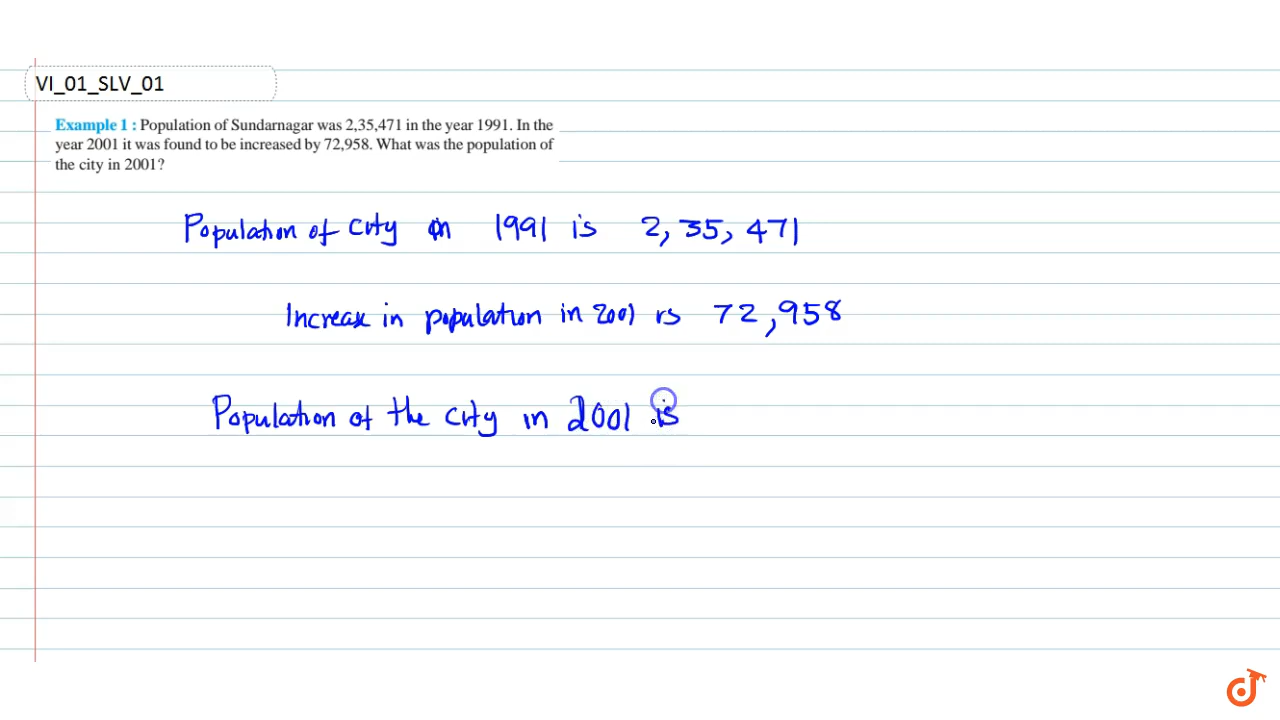 VI_01_SLV_01
Example 1 : Population of Sundarnagar was 2,35,471 in the year 1991. In the
year 2001 it was found to be increased by 72,958. What was the population of
the city in 2001?
Population of city in 1991 is 2,35,471
Increase in population in 2001 is 72,958
Population of the city in 2001 is